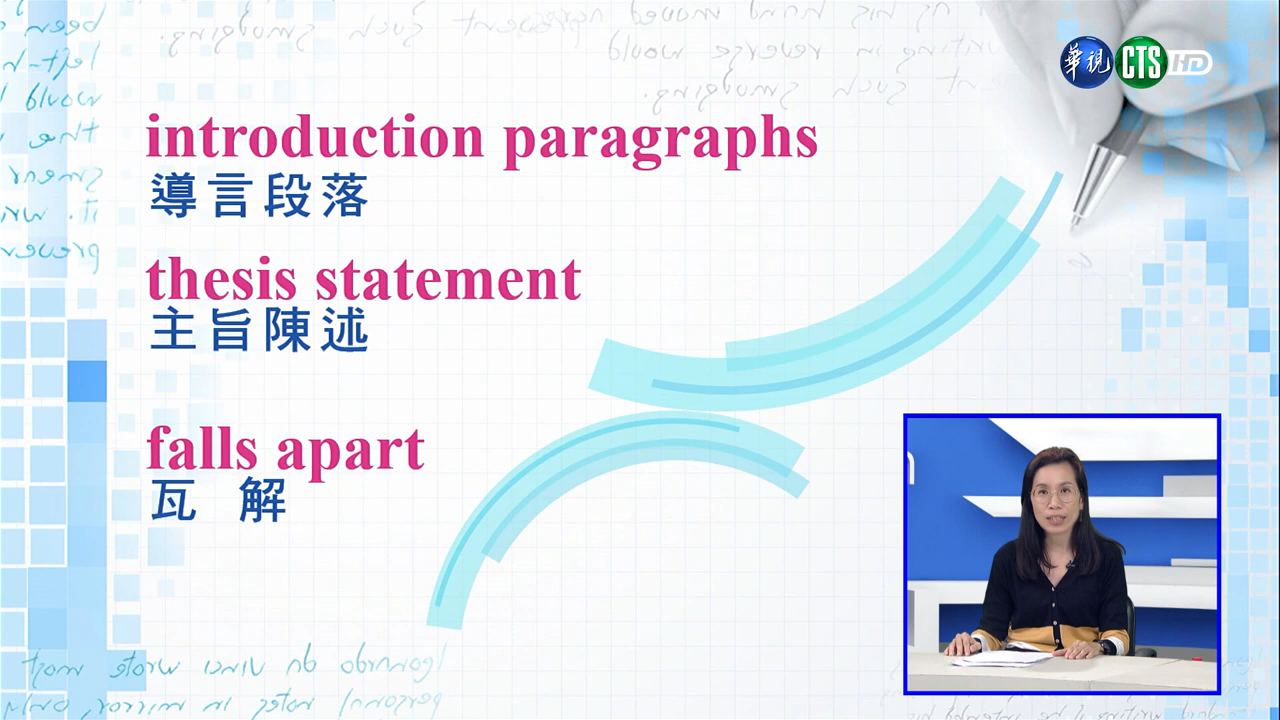 華視 CTS HD
introduction paragraphs
導言段落
thesis statement
主旨陳述
falls apart
瓦 解